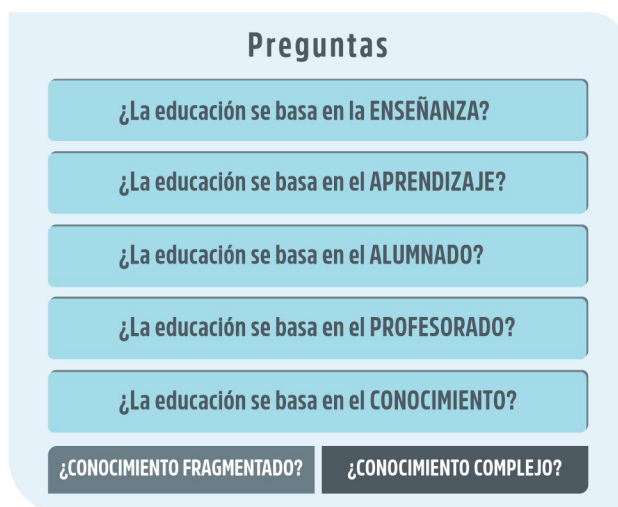 Preguntas
¿La educación se basa en la ENSEÑANZA?
¿La educación se basa en el APRENDIZAJE?
¿La educación se basa en el ALUMNADO?
¿La educación se basa en el PROFESORADO?
¿La educación se basa en el CONOCIMIENTO?
¿CONOCIMIENTO FRAGMENTADO?
¿CONOCIMIENTO COMPLEJO?